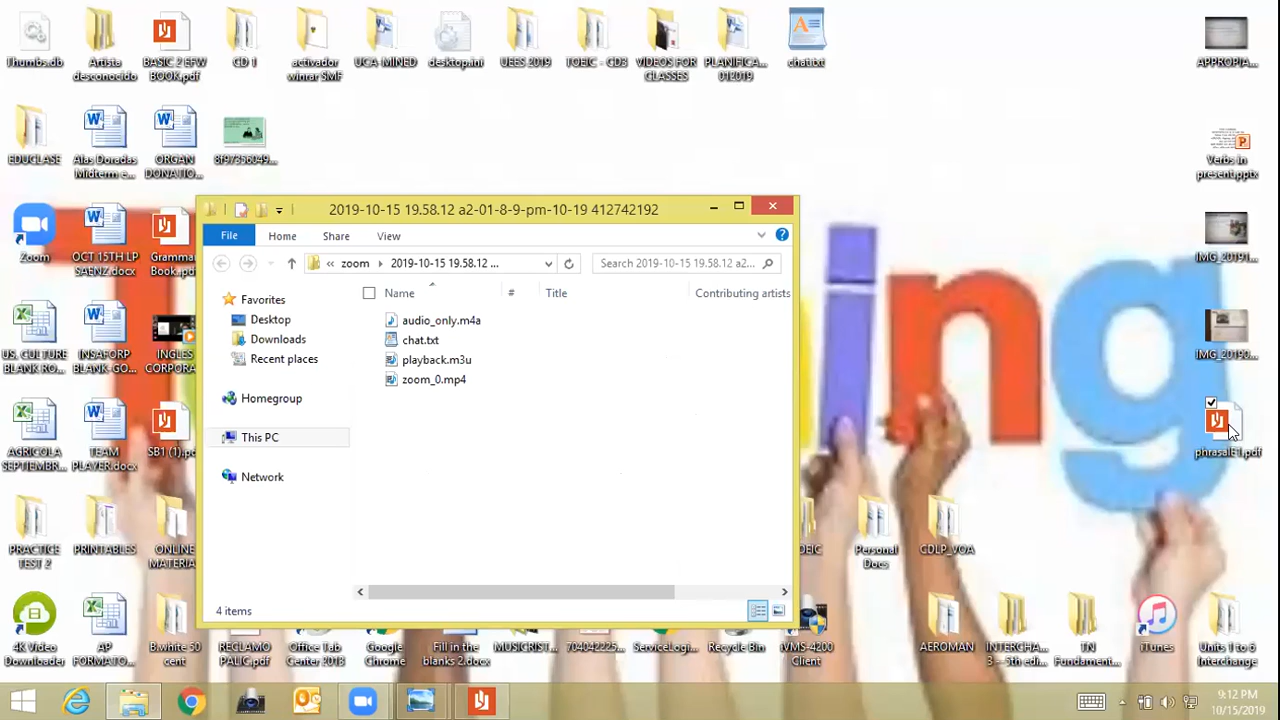 Thumbs.db
Artista
desconocido
BASIC 2 EFW
BOOK.pdf
CD 1
activador
winrar SMF
UCA-MINED
desktop.ini
UEES 2019
TOEIC - CD3
VIDEOS FOR
CLASSES
PLANIFICA...
012019
chat.txt
APPROPIA...
EDUCLASE
Alas Doradas
Midterm e...
ORGAN
DONATIO...
8f97356049...
Verbs in
present.pptx
Zoom
OCT 15TH LP
SAENZ.docx
Gramma
Book.pdf
IMG_20191...
2019-10-15 19.58.12 a2-01-8-9-pm-10-19 412742192
File
Home
Share
View
zoom
2019-10-15 19.58.12 ...
Search 2019-10-15 19.58.12 a2...
Favorites
Desktop
Downloads
Recent places
Homegroup
This PC
Network
Name
#
Title
Contributing artists
audio_only.m4a
chat.txt
playback.m3u
zoom_0.mp4
4 items
ing
US. CULTURE
BLANK RO...
INSAFORP
BLANK-GO...
INGLES
CORPORA
IMG_20190...
AGRICOLA
SEPTIEMBR...
TEAM
PLAYER.docx
SB1 (1).p
phrasale1.pdf
PRACTICE
TEST 2
PRINTABLES
ONLINE
MATERIA
Personal
Docs
CDLP_VOA
4K Video
Downloader
AP
FORMATO...
B.white 50
cent
RECLAMO
PALIC.pdf
Office Tab
Center 2013
Google
Chrome
Fill in the
blanks 2.docx
MUSICRIST...
704042225...
ServiceLogi...
Recycle Bin
iVMS-4200
Client
AEROMAN
INTERCHA...
3 - 5th edi...
TN
Fundament...
iTunes
Units 1 to 6
Interchange
9:12 PM
10/15/2019